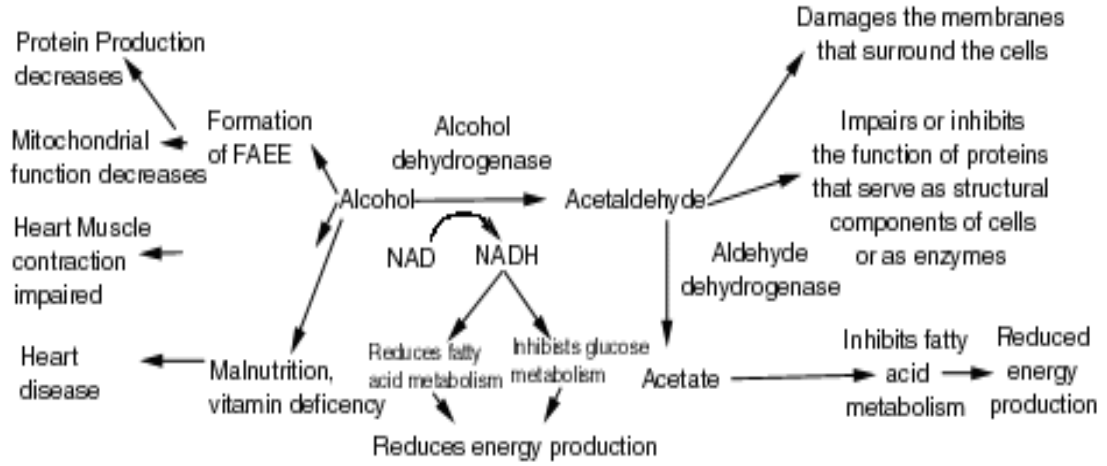 Protein Production
decreases
Mitochondrial
function decreases
Heart Muscle
contraction
impaired
Heart
disease
Formation
of FAEE
Alcohol
Malnutrition,
vitamin deficency
Alcohol
dehydrogenase
NAD
NADH
Reduces fatty
acid metabolism
Inhibists glucose
metabolism
Reduces energy production
Acetaldehyde
Aldehyde
dehydrogenase
Acetate
Damages the membranes
that surround the cells
Impairs or inhibits
the function of proteins
that serve as structural
components of cells
or as enzymes
Inhibits fatty
acid
metabolism
Reduced
energy
production